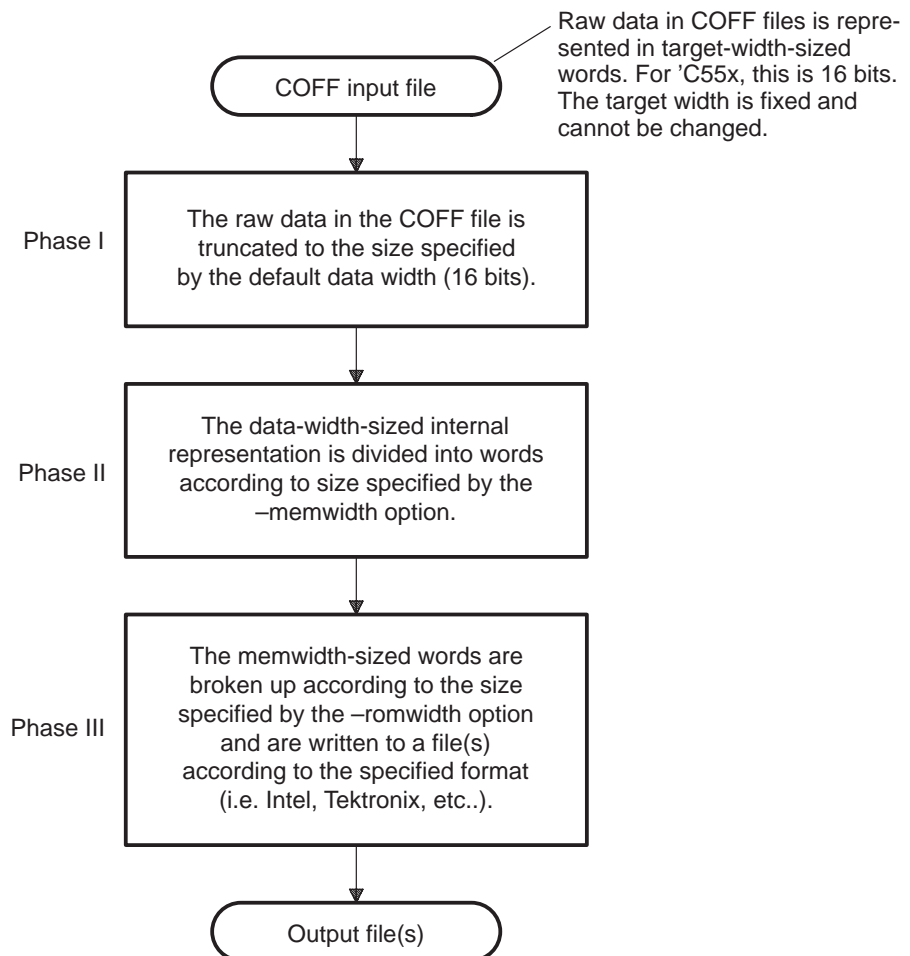 Raw data in COFF files is repre-
sented in target-width-sized
words. For ’C55x, this is 16 bits.
The target width is fixed and
cannot be changed.
COFF input file
Phase I
The raw data in the COFF file is
truncated to the size specified
by the default data width (16 bits).
Phase II
The data-width-sized internal
representation is divided into words
according to size specified by the
–memwidth option.
Phase III
The memwidth-sized words are
broken up according to the size
specified by the –romwidth option
and are written to a file(s)
according to the specified format
(i.e. Intel, Tektronix, etc..).
Output file(s)